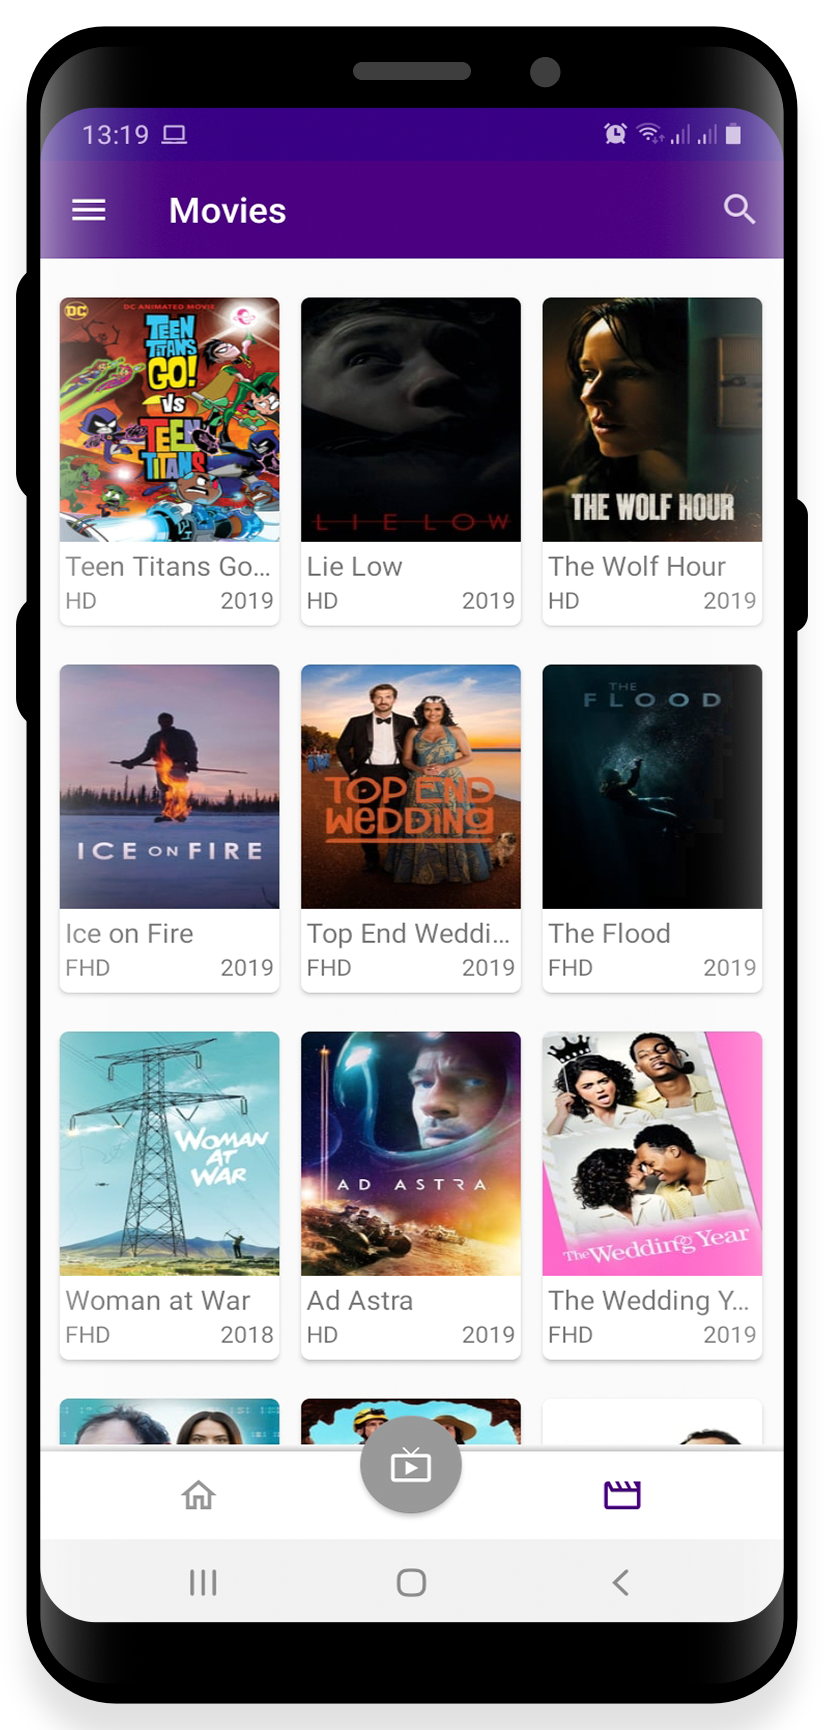 13:19
Movies
DC
DC ANIMATED MOVIE
TEEN
TITANS
GO!
VS
TEEN
TITANS
Teen Titans Go...
HD 2019
LIE LOW
Lie Low
HD 2019
THE WOLF HOUR
The Wolf Hour
HD 2019
ICE ON FIRE
Ice on Fire
FHD 2019
TOP END
WEDDING
Top End Weddi...
FHD 2019
THE
FLOOD
The Flood
FHD 2019
WOMAN
AT
WAR
Woman at War
FHD 2018
AD ASTRA
Ad Astra
HD 2019
The Wedding Year
The Wedding Y...
FHD 2019